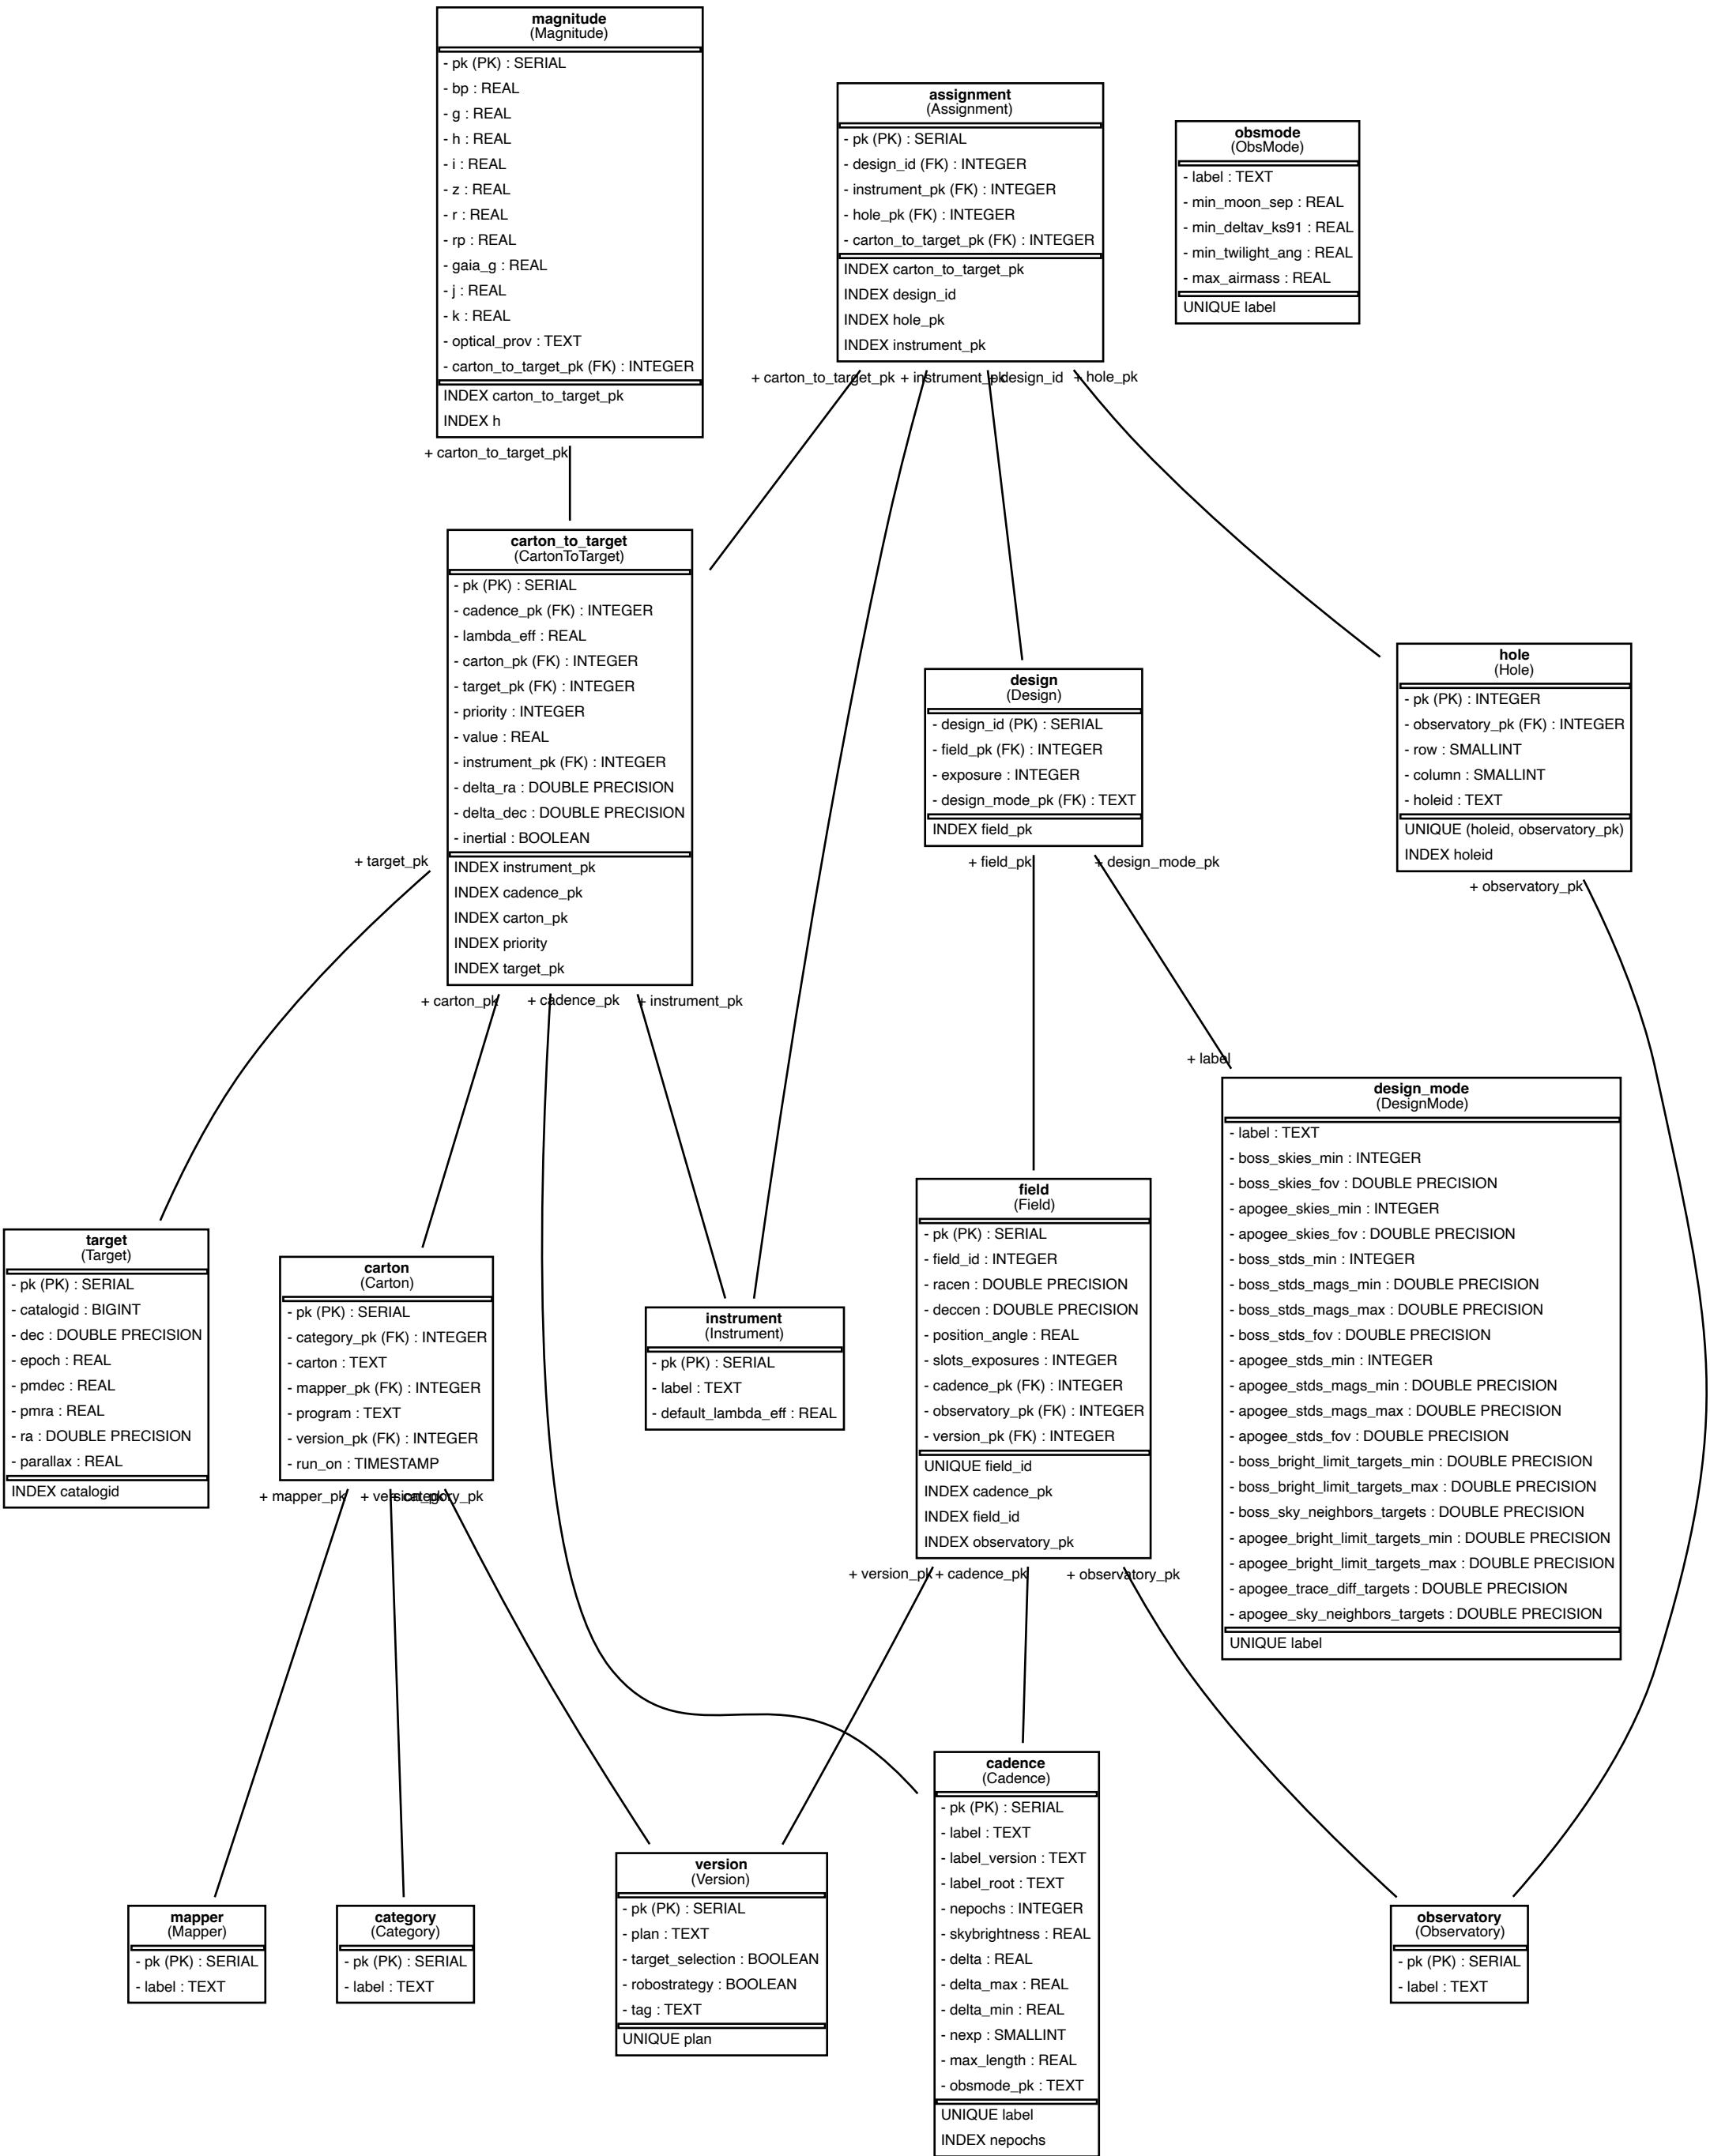 magnitude
(Magnitude)
- pk (PK) : SERIAL
- bp : REAL
- g : REAL
- h : REAL
- i : REAL
- z : REAL
- r : REAL
- rp : REAL
- gaia_g : REAL
- j : REAL
- k : REAL
- optical_prov : TEXT
- carton_to_target_pk (FK) : INTEGER
INDEX carton_to_target_pk
INDEX h
+ carton_to_target_pk
assignment
(Assignment)
- pk (PK) : SERIAL
- design_id (FK) : INTEGER
- instrument_pk (FK) : INTEGER
- hole_pk (FK) : INTEGER
- carton_to_target_pk (FK) : INTEGER
INDEX carton_to_target_pk
INDEX design_id
INDEX hole_pk
INDEX instrument_pk
+ carton_to_target_pk
+ instrument_pk
+ design_id
+ hole_pk
obsmode
(ObsMode)
- label : TEXT
- min_moon_sep : REAL
- min_deltav_ks91 : REAL
- min_twilight_ang : REAL
- max_airmass : REAL
UNIQUE label
carton_to_target
(CartonToTarget)
- pk (PK) : SERIAL
- cadence_pk (FK) : INTEGER
- lambda_eff : REAL
- carton_pk (FK) : INTEGER
- target_pk (FK) : INTEGER
- priority : INTEGER
- value : REAL
- instrument_pk (FK) : INTEGER
- delta_ra : DOUBLE PRECISION
- delta_dec : DOUBLE PRECISION
- inertial : BOOLEAN
INDEX instrument_pk
INDEX cadence_pk
INDEX carton_pk
INDEX priority
INDEX target_pk
+ target_pk
+ carton_pk
+ cadence_pk
+ instrument_pk
design
(Design)
- design_id (PK) : SERIAL
- field_pk (FK) : INTEGER
- exposure : INTEGER
- design_mode_pk (FK) : TEXT
INDEX field_pk
+ field_pk
+ design_mode_pk
hole
(Hole)
- pk (PK) : INTEGER
- observatory_pk (FK) : INTEGER
- row : SMALLINT
- column : SMALLINT
- holeid : TEXT
UNIQUE (holeid, observatory_pk)
INDEX holeid
+ observatory_pk
+ label
design_mode
(DesignMode)
- label : TEXT
- boss_skies_min : INTEGER
- boss_skies_fov : DOUBLE PRECISION
- apogee_skies_min : INTEGER
- apogee_skies_fov : DOUBLE PRECISION
- boss_stds_min : INTEGER
- boss_stds_mags_min : DOUBLE PRECISION
- boss_stds_mags_max : DOUBLE PRECISION
- boss_stds_fov : DOUBLE PRECISION
- apogee_stds_min : INTEGER
- apogee_stds_mags_min : DOUBLE PRECISION
- apogee_stds_mags_max : DOUBLE PRECISION
- apogee_stds_fov : DOUBLE PRECISION
- boss_bright_limit_targets_min : DOUBLE PRECISION
- boss_bright_limit_targets_max : DOUBLE PRECISION
- boss_sky_neighbors_targets : DOUBLE PRECISION
- apogee_bright_limit_targets_min : DOUBLE PRECISION
- apogee_bright_limit_targets_max : DOUBLE PRECISION
- apogee_trace_diff_targets : DOUBLE PRECISION
- apogee_sky_neighbors_targets : DOUBLE PRECISION
UNIQUE label
target
(Target)
- pk (PK) : SERIAL
- catalogid : BIGINT
- dec : DOUBLE PRECISION
- epoch : REAL
- pmdec : REAL
- pmra : REAL
- ra : DOUBLE PRECISION
- parallax : REAL
INDEX catalogid
carton
(Carton)
- pk (PK) : SERIAL
- category_pk (FK) : INTEGER
- carton : TEXT
- mapper_pk (FK) : INTEGER
- program : TEXT
- version_pk (FK) : INTEGER
- run_on : TIMESTAMP
+ mapper_pk
+ version_pk
+ category_pk
instrument
(Instrument)
- pk (PK) : SERIAL
- label : TEXT
- default_lambda_eff : REAL
field
(Field)
- pk (PK) : SERIAL
- field_id : INTEGER
- racen : DOUBLE PRECISION
- deccen : DOUBLE PRECISION
- position_angle : REAL
- slots_exposures : INTEGER
- cadence_pk (FK) : INTEGER
- observatory_pk (FK) : INTEGER
- version_pk (FK) : INTEGER
UNIQUE field_id
INDEX cadence_pk
INDEX field_id
INDEX observatory_pk
+ version_pk
+ cadence_pk
+ observatory_pk
mapper
(Mapper)
- pk (PK) : SERIAL
- label : TEXT
category
(Category)
- pk (PK) : SERIAL
- label : TEXT
version
(Version)
- pk (PK) : SERIAL
- plan : TEXT
- target_selection : BOOLEAN
- robostrategy : BOOLEAN
- tag : TEXT
UNIQUE plan
cadence
(Cadence)
- pk (PK) : SERIAL
- label : TEXT
- label_version : TEXT
- label_root : TEXT
- nepochs : INTEGER
- skybrightness : REAL
- delta : REAL
- delta_max : REAL
- delta_min : REAL
- nexp : SMALLINT
- max_length : REAL
- obsmode_pk : TEXT
UNIQUE label
INDEX nepochs
observatory
(Observatory)
- pk (PK) : SERIAL
- label : TEXT